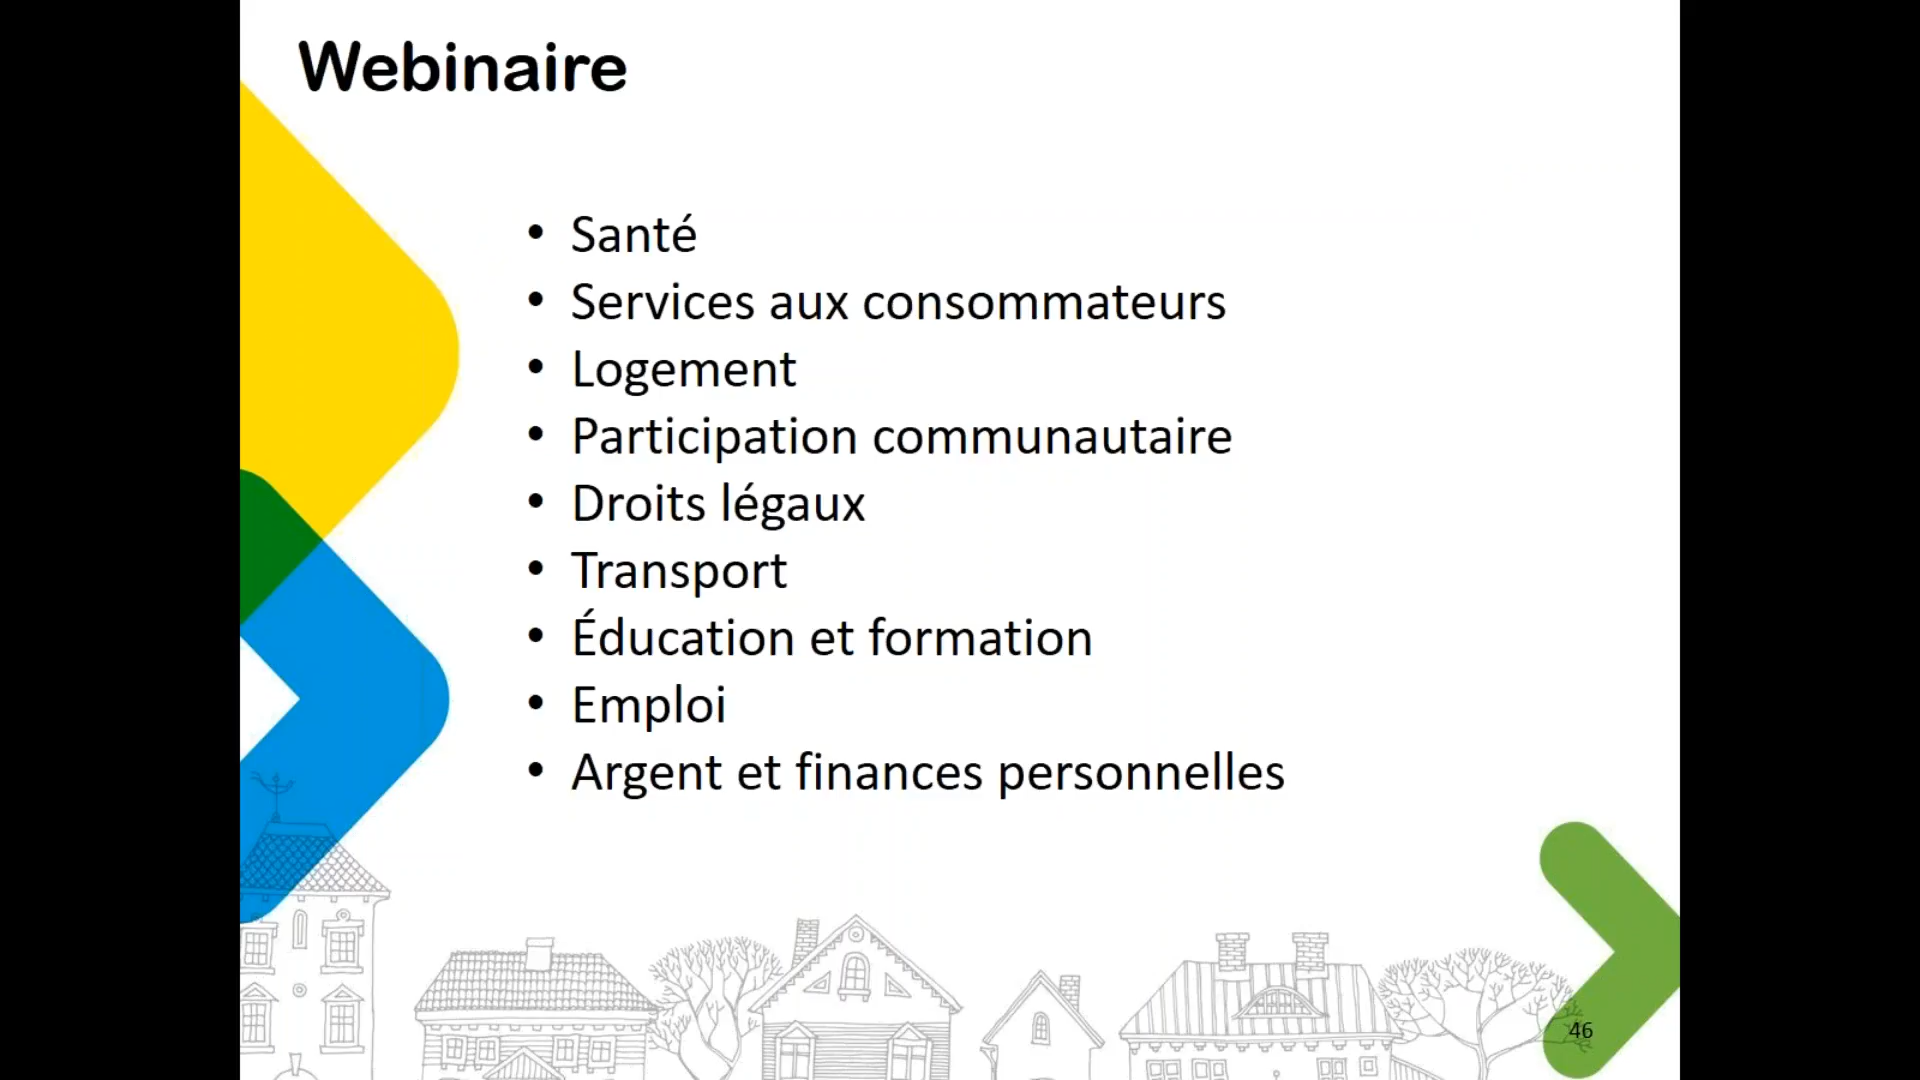 Webinaire
• Santé
• Services aux consommateurs
• Logement
• Participation communautaire
• Droits légaux
• Transport
• Éducation et formation
• Emploi
• Argent et finances personnelles
46